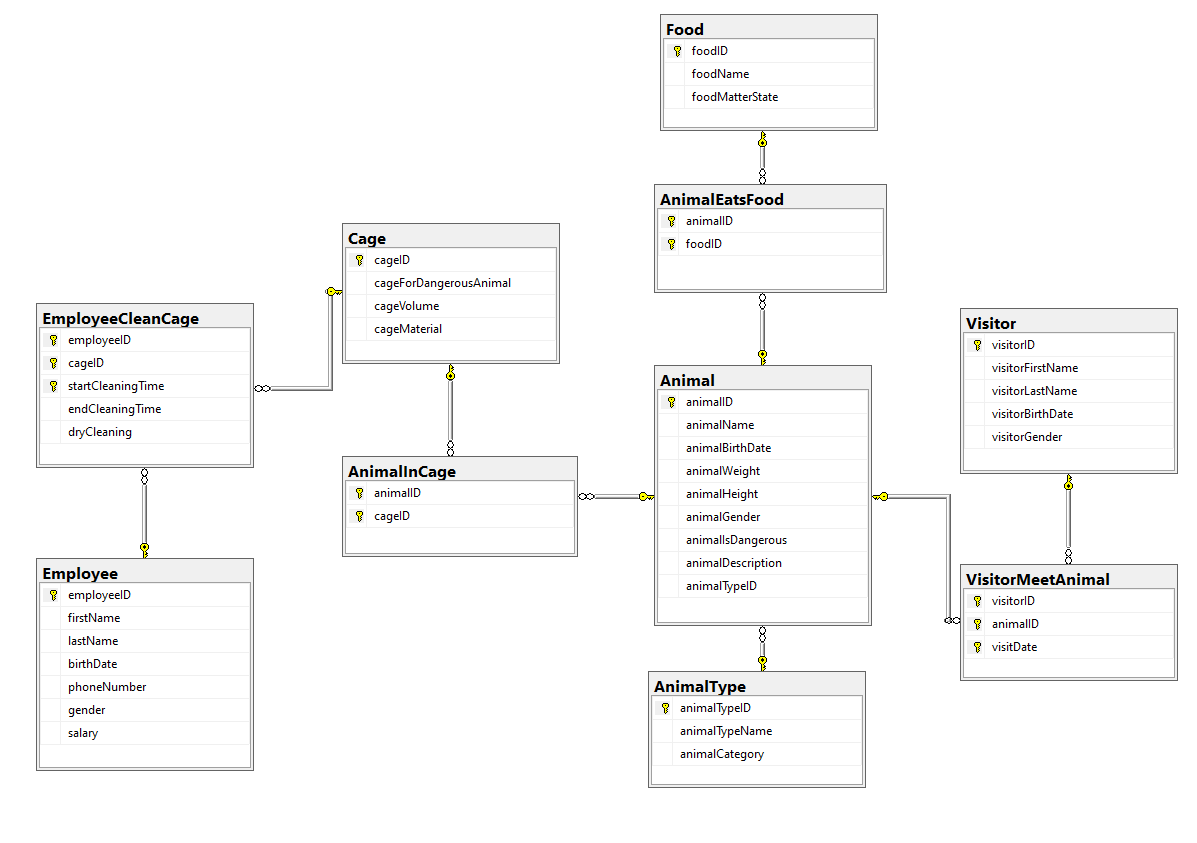 Food
foodID
foodName
foodMatterState
AnimalEatsFood
animalID
foodID
Cage
cageID
cageForDangerousAnimal
cageVolume
cageMaterial
EmployeeCleanCage
employeeID
cageID
startCleaningTime
endCleaningTime
dryCleaning
Visitor
visitorID
visitorFirstName
visitorLastName
visitorBirthDate
visitorGender
Animal
animalID
animalName
animalBirthDate
animalWeight
animalHeight
animalGender
animalIsDangerous
animalDescription
animalTypeID
AnimalInCage
animalID
cageID
Employee
employeeID
firstName
lastName
birthDate
phoneNumber
gender
salary
VisitorMeetAnimal
visitorID
animalID
visitDate
AnimalType
animalTypeID
animalTypeName
animalCategory